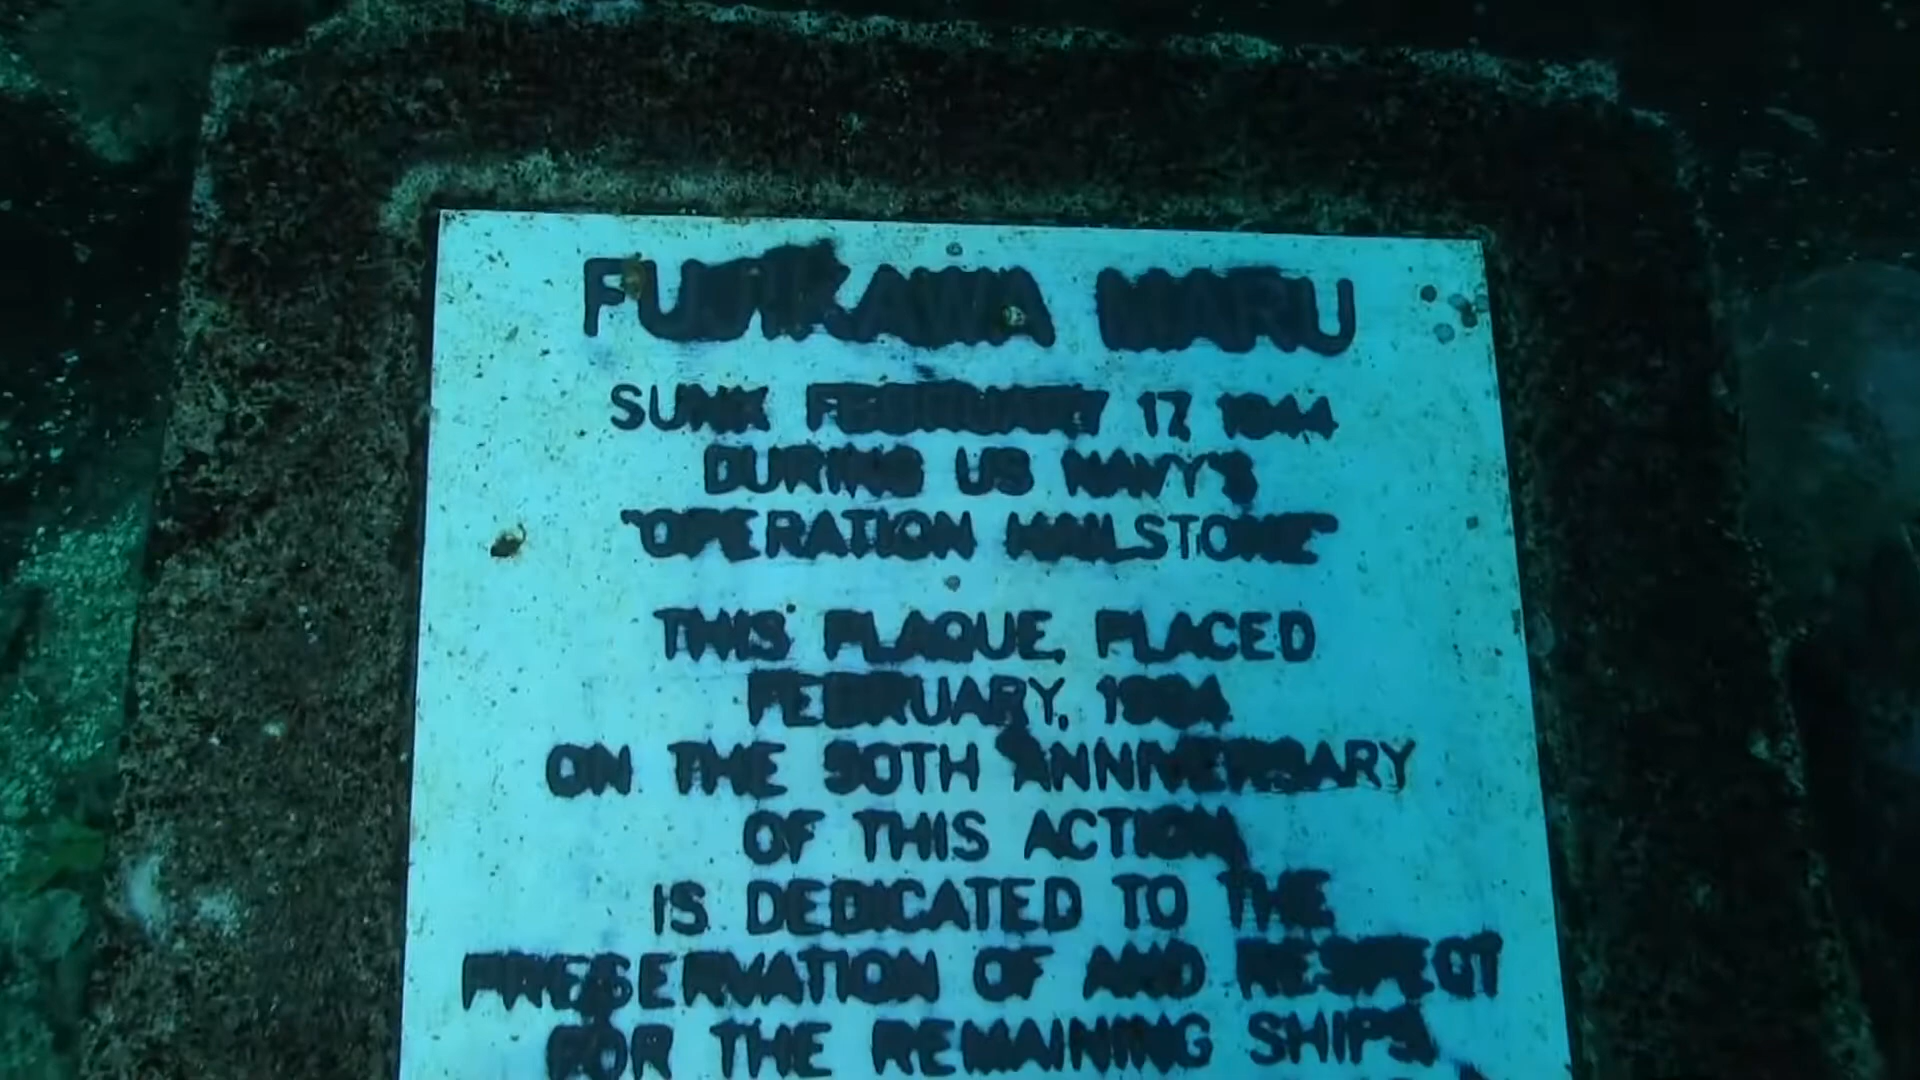 FUJIKAWA MARU
SUNK FEBRUARY 17, 1944
DURING US NAVY'S
"OPERATION HAILSTONE"
THIS PLAQUE, PLACED
FEBRUARY, 1994
ON THE 50TH ANNIVERSARY
OF THIS ACTION,
IS DEDICATED TO THE
PRESERVATION OF AND RESPECT
FOR THE REMAINING SHIPS